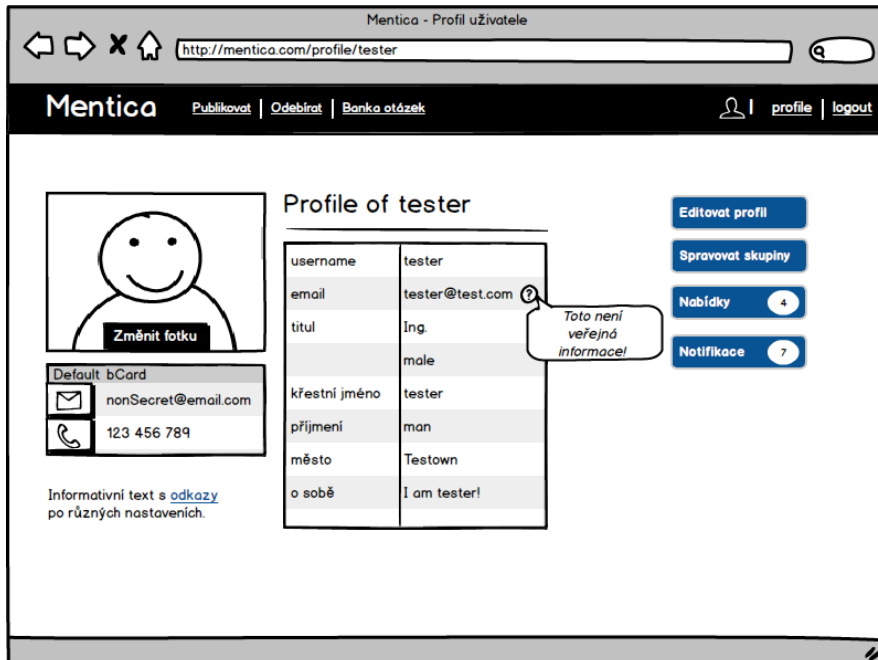 Mentica - Profil uživatele
http://mentica.com/profile/tester
Mentica Publikovat | Odebírat | Banka otázek profile | logout
Profile of tester
Změnit fotku
Default bCard
nonSecret@email.com
123 456 789
Informativní text s odkazy
po různých nastaveních.
username tester
email tester@test.com ?
titul Ing.
male
křestní jméno tester
příjmení man
město Testown
o sobě I am tester!
Toto není
veřejná
informace!
Editovat profil
Spravovat skupiny
Nabídky 4
Notifikace 7